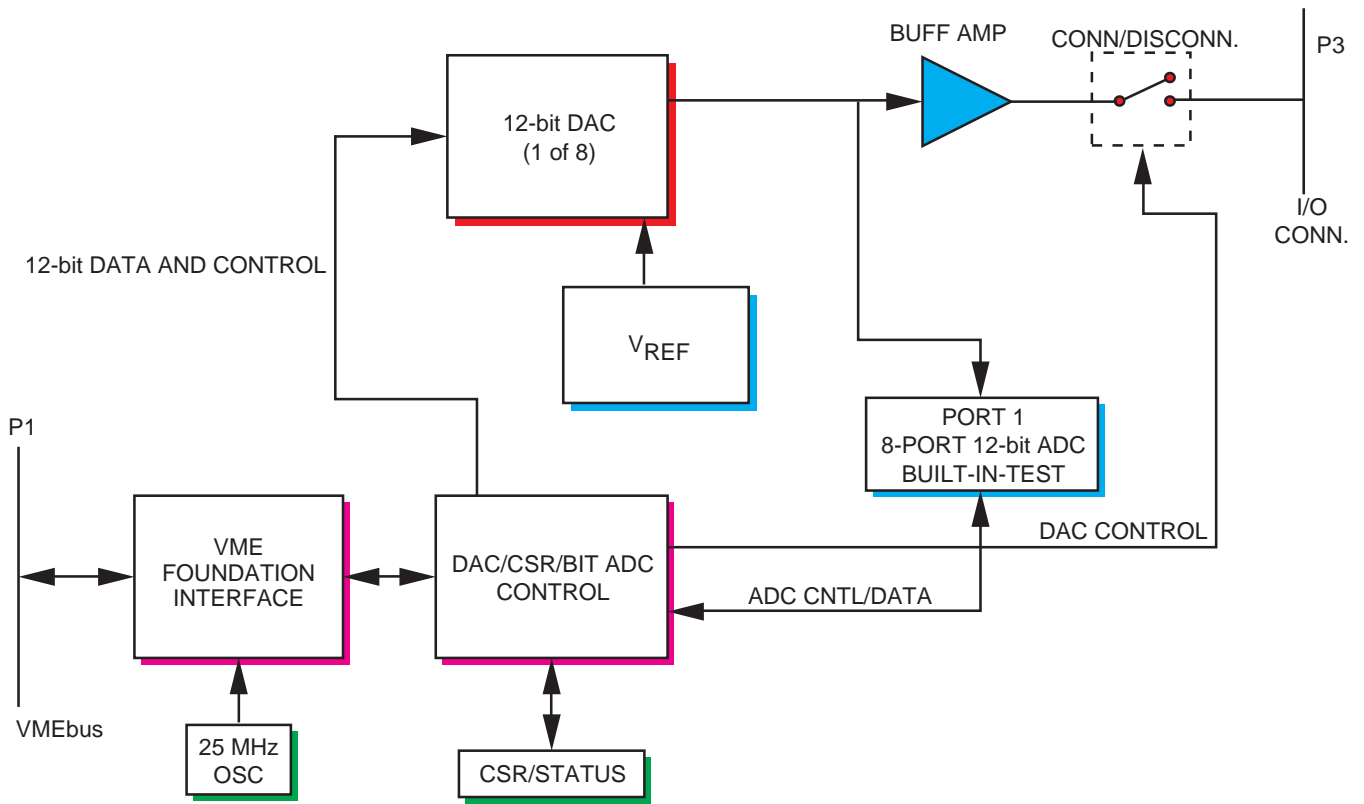 BUFF AMP
CONN/DISCONN.
P3
12-bit DAC
(1 of 8)
I/O
CONN.
12-bit DATA AND CONTROL
VREF
P1
PORT 1
8-PORT 12-bit ADC
BUILT-IN-TEST
DAC CONTROL
VME
FOUNDATION
INTERFACE
DAC/CSR/BIT ADC
CONTROL
ADC CNTL/DATA
VMEbus
25 MHz
OSC
CSR/STATUS